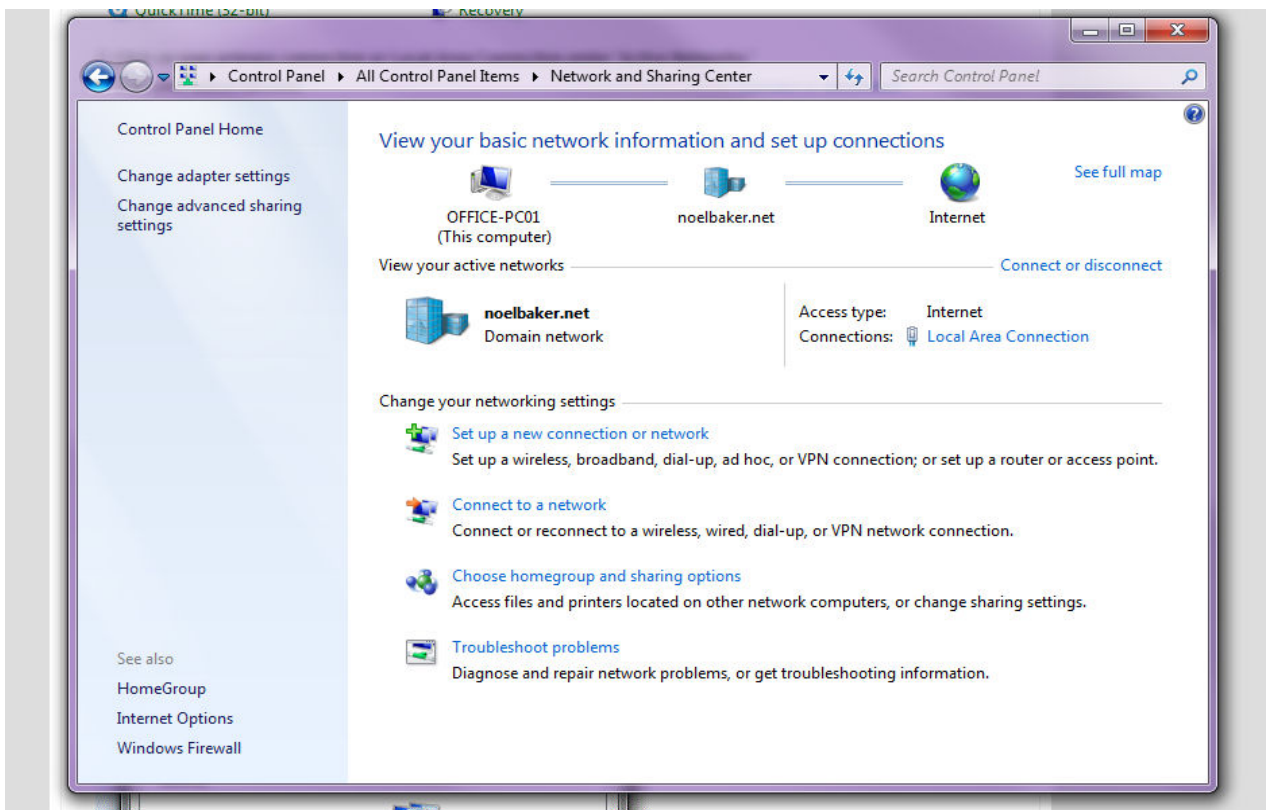 QuickTime (32-bit)
Recovery
Control Panel
All Control Panel Items
Network and Sharing Center
Search Control Panel
Control Panel Home
Change adapter settings
Change advanced sharing
settings
View your basic network information and set up connections
See full map
OFFICE-PC01
(This computer)
noelbaker.net
Internet
View your active networks
Connect or disconnect
noelbaker.net
Domain network
Access type: Internet
Connections: Local Area Connection
Change your networking settings
Set up a new connection or network
Set up a wireless, broadband, dial-up, ad hoc, or VPN connection; or set up a router or access point.
Connect to a network
Connect or reconnect to a wireless, wired, dial-up, or VPN network connection.
Choose homegroup and sharing options
Access files and printers located on other network computers, or change sharing settings.
Troubleshoot problems
Diagnose and repair network problems, or get troubleshooting information.
See also
HomeGroup
Internet Options
Windows Firewall